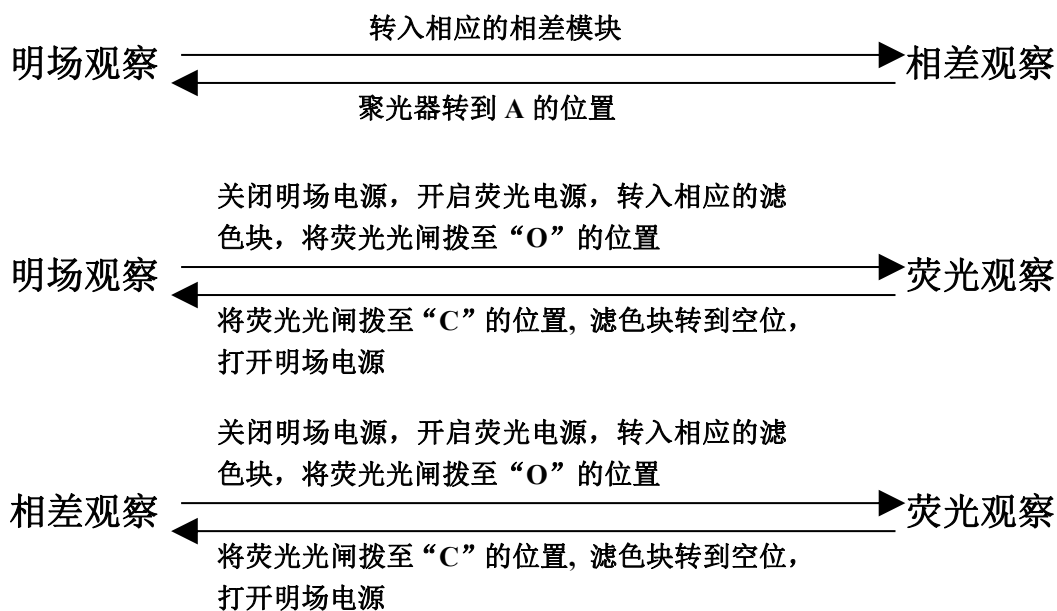 转入相应的相差模块
明场观察
相差观察
聚光器转到 A 的位置
关闭明场电源，开启荧光电源，转入相应的滤
色块，将荧光光闸拨至“O”的位置
明场观察
荧光观察
将荧光光闸拨至“C”的位置, 滤色块转到空位，
打开明场电源
关闭明场电源，开启荧光电源，转入相应的滤
色块，将荧光光闸拨至“O”的位置
相差观察
荧光观察
将荧光光闸拨至“C”的位置, 滤色块转到空位，
打开明场电源